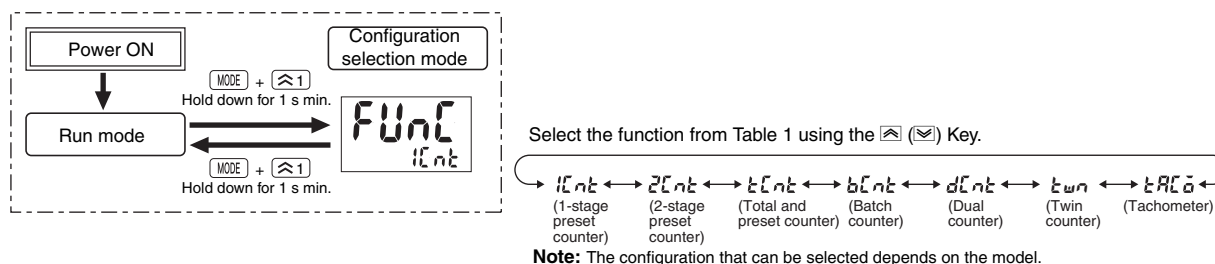 Power ON
Configuration
selection mode
MODE + 1
Hold down for 1 s min.
Run mode
FUnC
1Cnt
MODE + 1
Hold down for 1 s min.
Select the function from Table 1 using the ( ) Key.
1Cnt 2Cnt tCnt bCnt dCnt twn tACo
(1-stage preset counter) (2-stage preset counter) (Total and preset counter) (Batch counter) (Dual counter) (Twin counter) (Tachometer)
Note: The configuration that can be selected depends on the model.